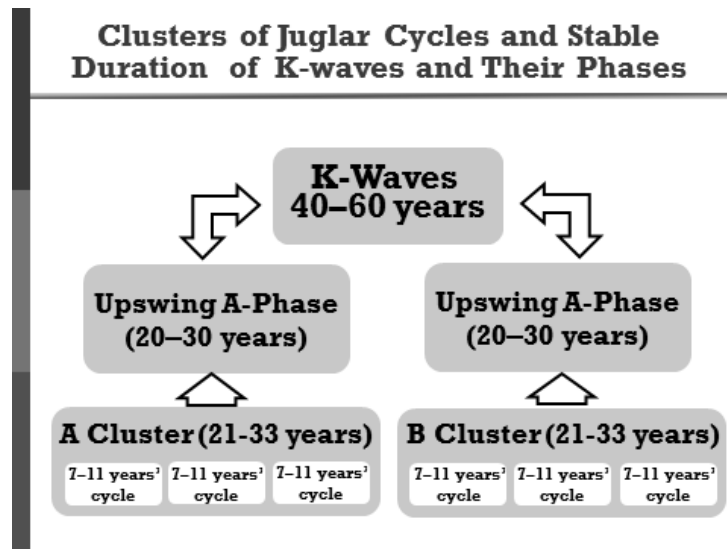 Clusters of Juglar Cycles and Stable
Duration of K-waves and Their Phases
K-Waves
40–60 years
Upswing A-Phase
(20–30 years)
Upswing A-Phase
(20–30 years)
A Cluster (21-33 years)
7–11 years’
cycle
7–11 years’
cycle
7–11 years’
cycle
B Cluster (21-33 years)
7–11 years’
cycle
7–11 years’
cycle
7–11 years’
cycle